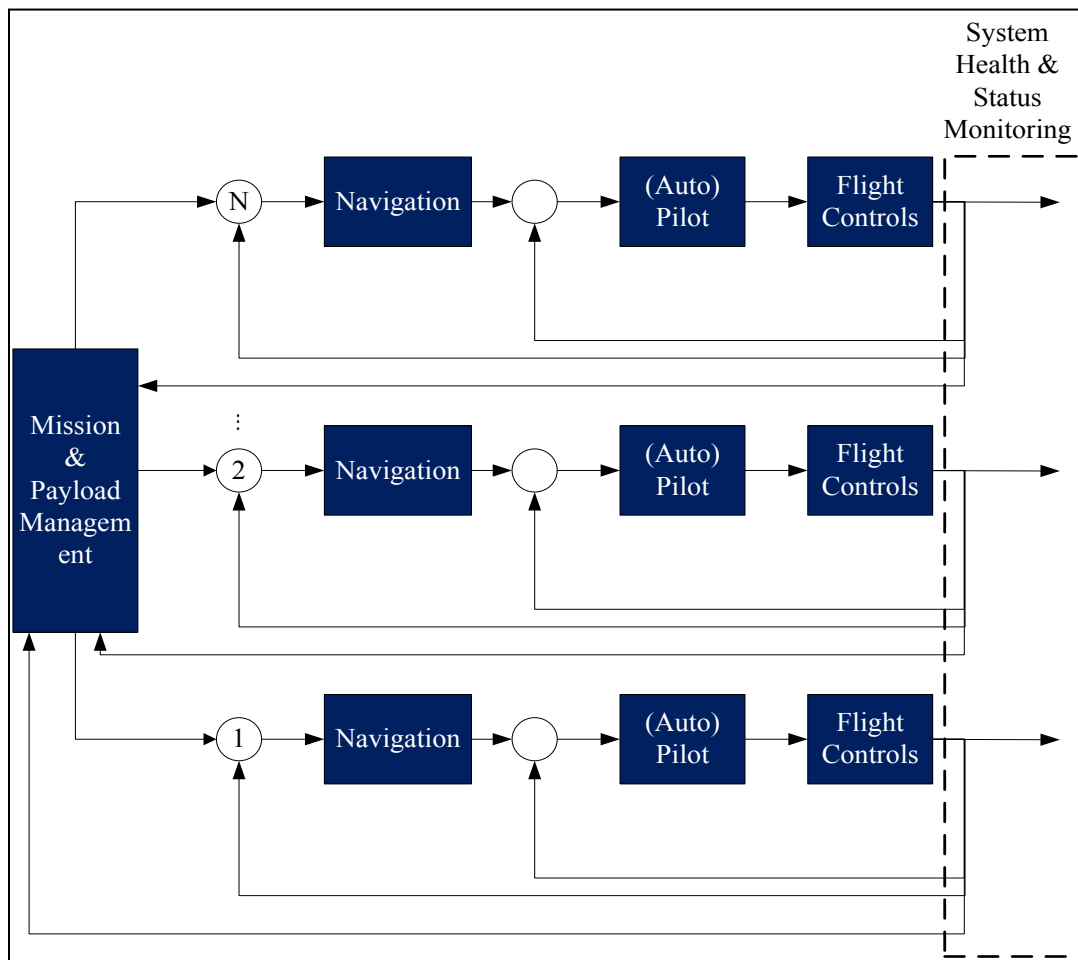 System
Health &
Status
Monitoring
N
Navigation
(Auto)
Pilot
Flight
Controls
Mission
&
Payload
Managem
ent
...
2
Navigation
(Auto)
Pilot
Flight
Controls
1
Navigation
(Auto)
Pilot
Flight
Controls